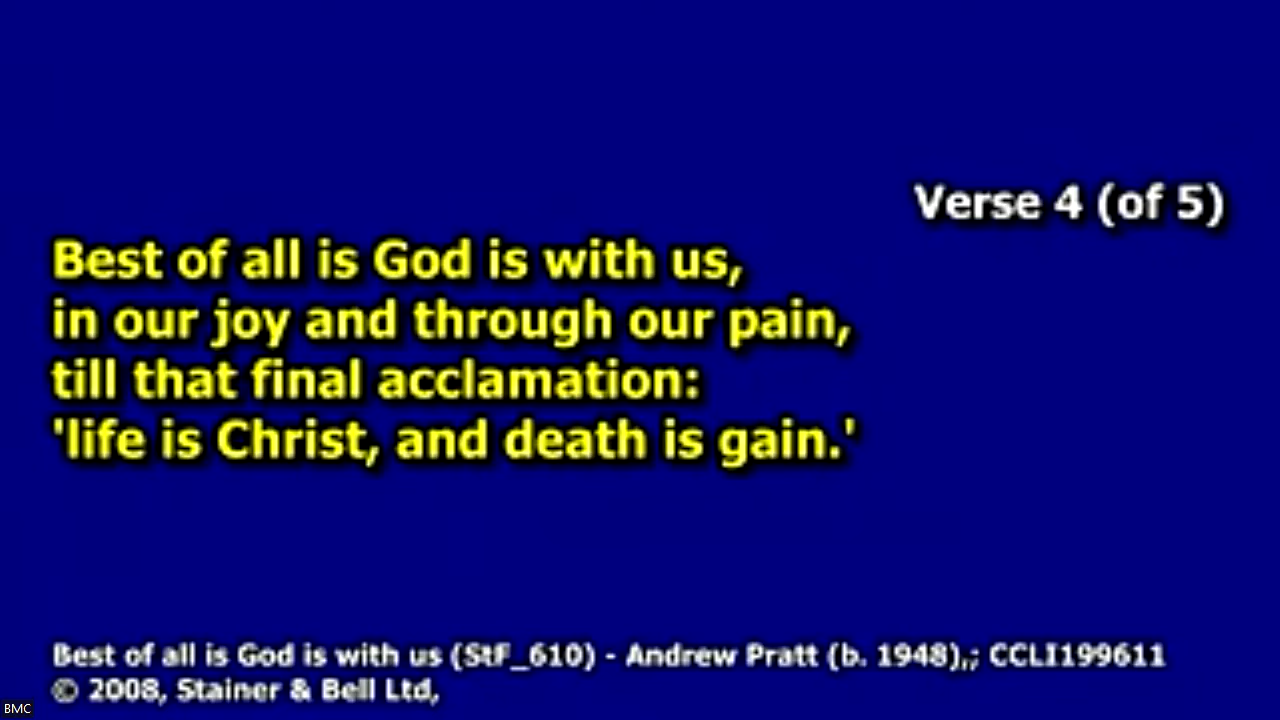 Verse 4 (of 5)
Best of all is God is with us,
in our joy and through our pain,
till that final acclamation:
'life is Christ, and death is gain.'
Best of all is God is with us (StF_610) - Andrew Pratt (b. 1948),; CCLI199611
© 2008, Stainer & Bell Ltd,
BMC